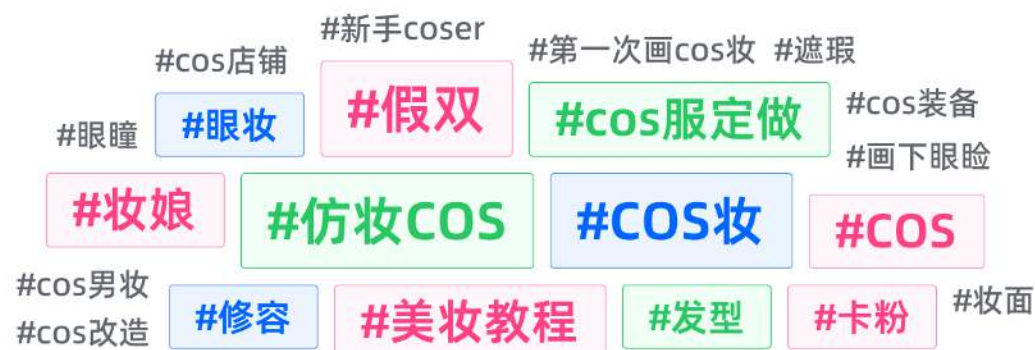 #新手coser
#cos店铺
#第一次画cos妆 #遮瑕
#眼瞳 #眼妆 #假双 #cos服定做 #cos装备
#画下眼睑
#妆娘 #仿妆COS #COS妆 #COS
#cos男妆
#cos改造 #修容 #美妆教程 #发型 #卡粉 #妆面